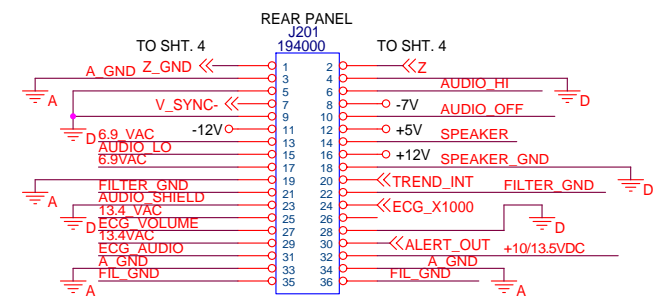 REAR PANEL
J201
194000
TO SHT. 4
TO SHT. 4
Z_GND
1
2
Z
A_GND
3
4
A
D
5
6
AUDIO_HI
V_SYNC-
7
8
-7V
9
10
AUDIO_OFF
D
-12V
11
12
+5V
6.9_VAC
13
14
SPEAKER
AUDIO_LO
15
16
+12V
6.9VAC
17
18
SPEAKER_GND
D
19
20
TREND_INT
A
FILTER_GND
21
22
FILTER_GND
AUDIO_SHIELD
23
24
ECG_X1000
D
13.4_VAC
25
26
ECG_VOLUME
27
28
D
13.4VAC
29
30
ALERT_OUT
+10/13.5VDC
ECG_AUDIO
31
32
A_GND
33
34
A_GND
A
A
FIL_GND
35
36
FIL_GND